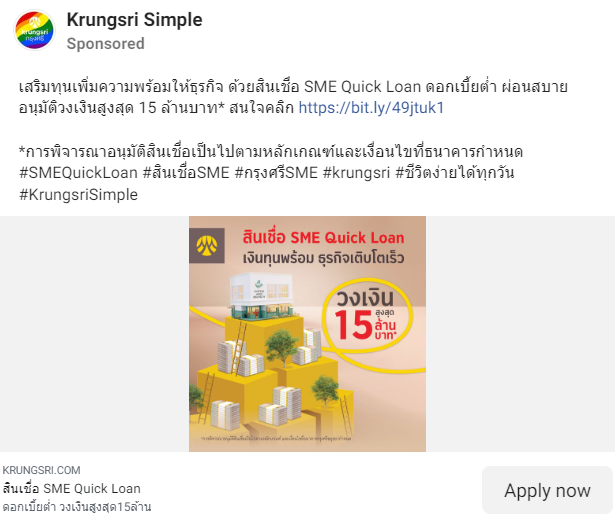 Krungsri
กรุงศรี
Krungsri Simple
Sponsored
เสริมทุนเพิ่มความพร้อมให้ธุรกิจ ด้วยสินเชื่อ SME Quick Loan ดอกเบี้ยต่ำ ผ่อนสบาย
อนุมัติวงเงินสูงสุด 15 ล้านบาท* สนใจคลิก https://bit.ly/49jtuk1
*การพิจารณาอนุมัติสินเชื่อเป็นไปตามหลักเกณฑ์และเงื่อนไขที่ธนาคารกำหนด
#SMEQuickLoan #สินเชื่อSME #กรุงศรีSME #krungsri #ชีวิตง่ายได้ทุกวัน
#KrungsriSimple
สินเชื่อ SME Quick Loan
เงินทุนพร้อม ธุรกิจเติบโตเร็ว
วงเงิน
สูงสุด
15 ล้าน
บาท*
KRUNGSRI.COM
สินเชื่อ SME Quick Loan
ดอกเบี้ยต่ำ วงเงินสูงสุด15ล้าน
Apply now